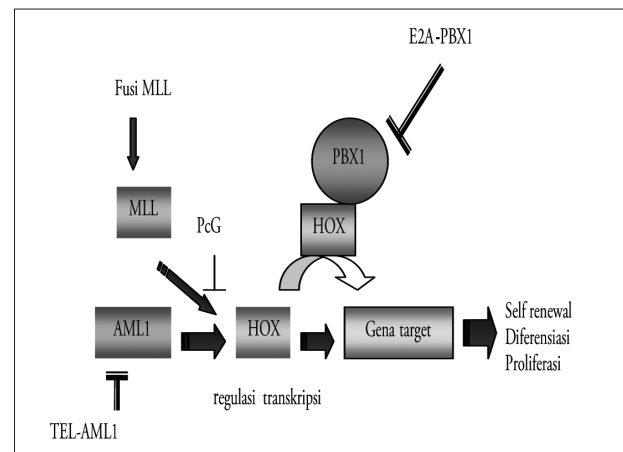 E2A-PBX1
Fusi MLL
PBX1
MLL
PcG
HOX
AML1
HOX
Gena target
Self renewal
Diferensiasi
Proliferasi
regulasi transkripsi
TEL-AML1